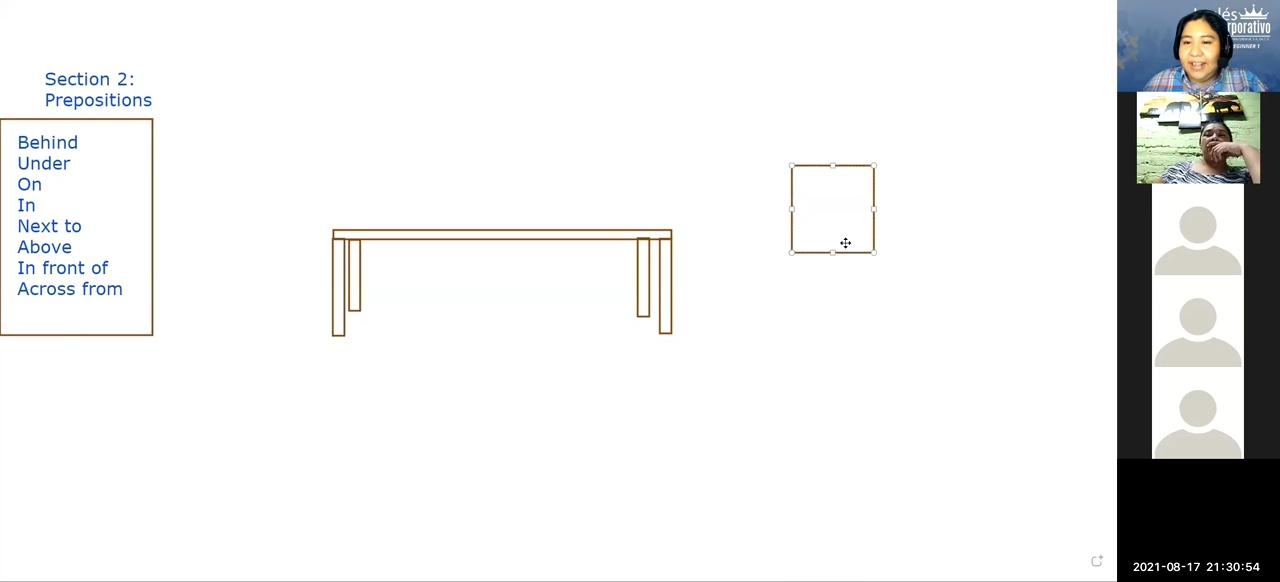 Section 2:
Prepositions
Behind
Under
On
In
Next to
Above
In front of
Across from
BEGINNER 1
2021-08-17 21:30:54